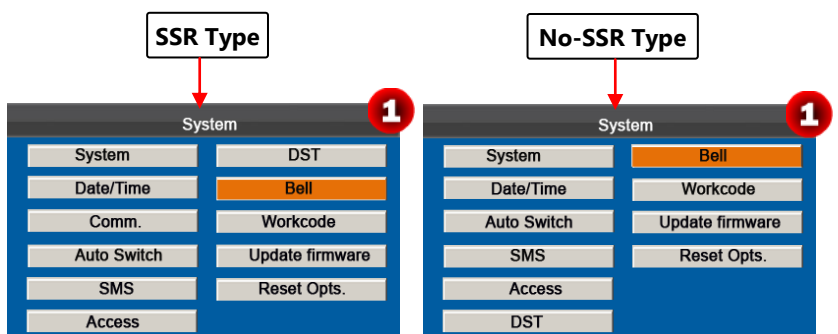 SSR Type
No-SSR Type
1
System
System DST
Date/Time Bell
Comm. Workcode
Auto Switch Update firmware
SMS Reset Opts.
Access
1
System
System Bell
Date/Time Workcode
Auto Switch Update firmware
SMS Reset Opts.
Access
DST